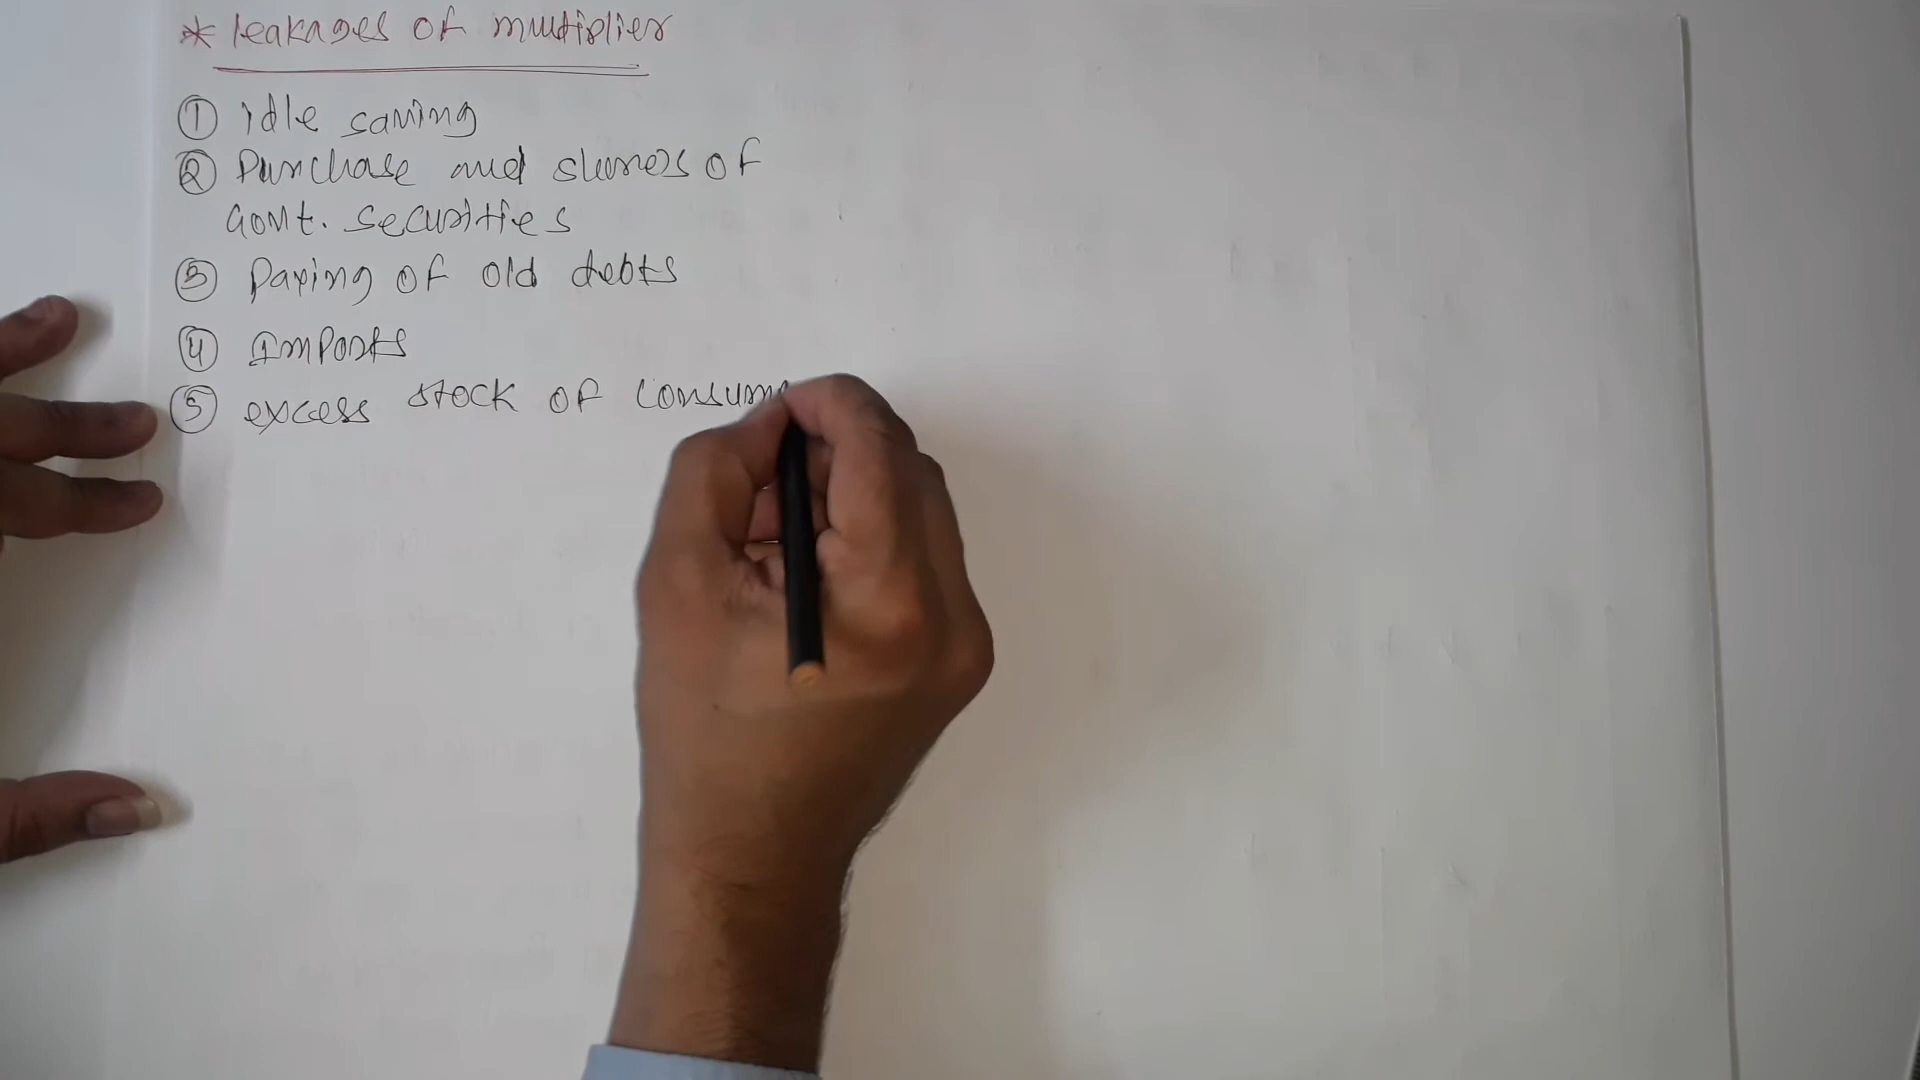 * leakages of multiplier
① idle saving
② Purchase and shares of
Govt. securities
③ Paying of old debts
④ Imports
⑤ excess stock of consum